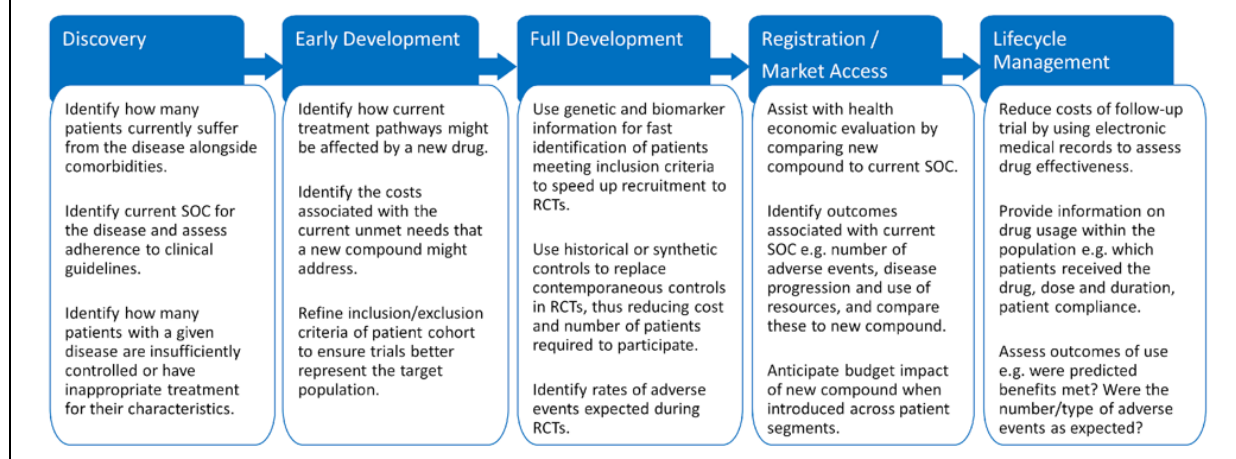 Discovery
Identify how many
patients currently suffer
from the disease alongside
comorbidities.
Identify current SOC for
the disease and assess
adherence to clinical
guidelines.
Identify how many
patients with a given
disease are insufficiently
controlled or have
inappropriate treatment
for their characteristics.
Early Development
Identify how current
treatment pathways might
be affected by a new drug.
Identify the costs
associated with the
current unmet needs that
a new compound might
address.
Refine inclusion/exclusion
criteria of patient cohort
to ensure trials better
represent the target
population.
Full Development
Use genetic and biomarker
information for fast
identification of patients
meeting inclusion criteria
to speed up recruitment to
RCTs.
Use historical or synthetic
controls to replace
contemporaneous controls
in RCTs, thus reducing cost
and number of patients
required to participate.
Identify rates of adverse
events expected during
RCTs.
Registration /
Market Access
Assist with health
economic evaluation by
comparing new
compound to current SOC.
Identify outcomes
associated with current
SOC e.g. number of
adverse events, disease
progression and use of
resources, and compare
these to new compound.
Anticipate budget impact
of new compound when
introduced across patient
segments.
Lifecycle
Management
Reduce costs of follow-up
trial by using electronic
medical records to assess
drug effectiveness.
Provide information on
drug usage within the
population e.g. which
patients received the
drug, dose and duration,
patient compliance.
Assess outcomes of use
e.g. were predicted
benefits met? Were the
number/type of adverse
events as expected?